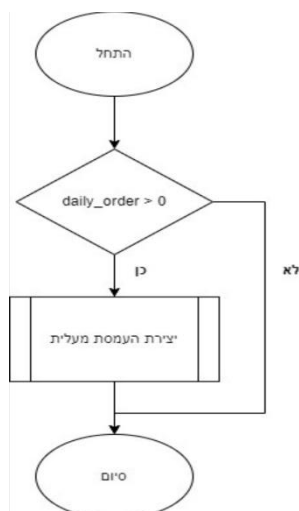 התחל
daily_order > 0
כן
לא
יצירת העמסת מעלית
סיום